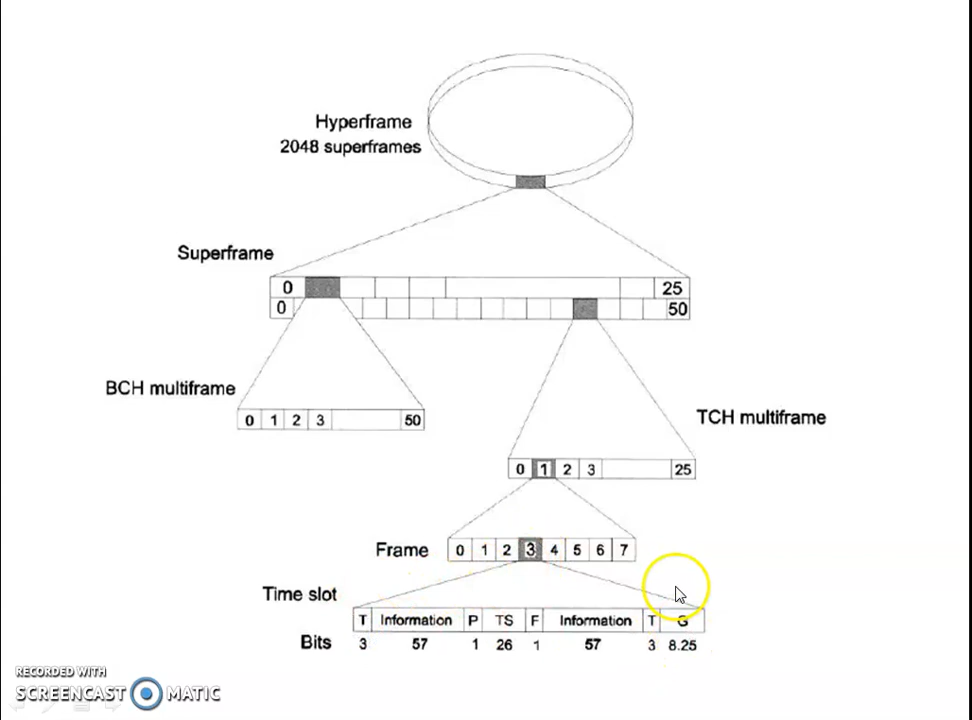 Hyperframe
2048 superframes
Superframe
0 25
0 50
BCH multiframe
0 1 2 3 50
TCH multiframe
0 1 2 3 25
Frame 0 1 2 3 4 5 6 7
Time slot
T Information P TS F Information T G
Bits 3 57 1 26 1 57 3 8.25
RECORDED WITH
SCREENCAST MATIC